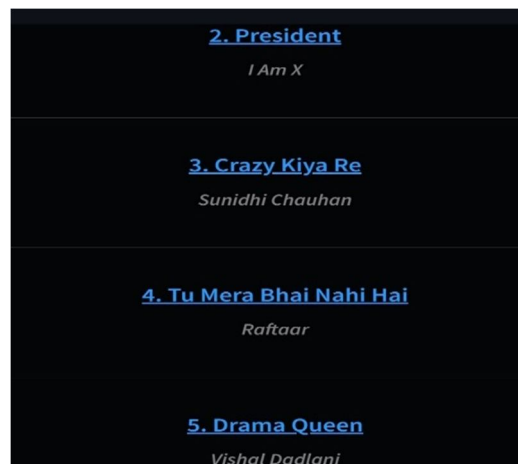 2. President
I Am X
3. Crazy Kiya Re
Sunidhi Chauhan
4. Tu Mera Bhai Nahi Hai
Raftaar
5. Drama Queen
Vishal Dadlani